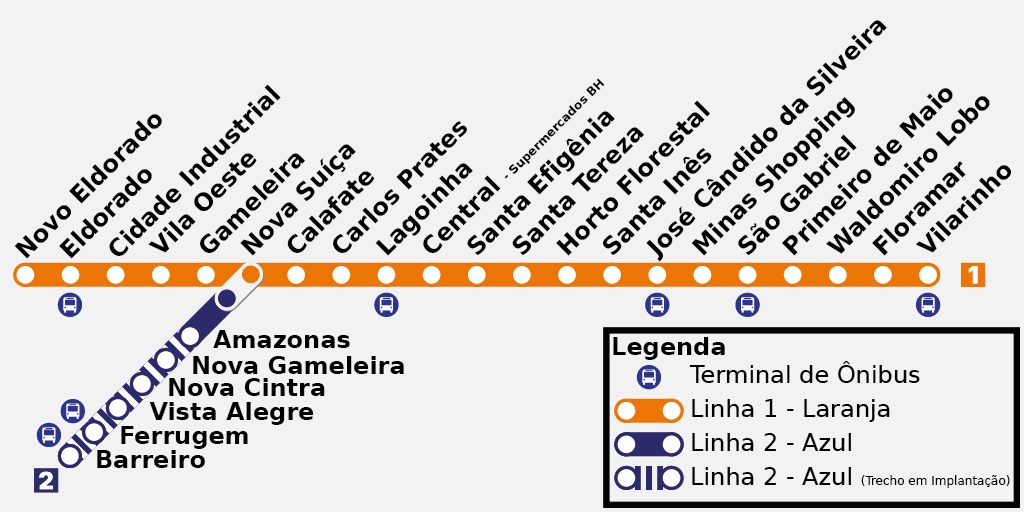 Novo Eldorado
Eldorado
Cidade Industrial
Vila Oeste
Gameleira
Nova Suíça
Calafate
Carlos Prates
Lagoinha
Central - Supermercados BH
Santa Efigênia
Santa Tereza
Horto Florestal
Santa Inês
José Cândido da Silveira
Minas Shopping
São Gabriel
Primeiro de Maio
Waldomiro Lobo
Floramar
Vilarinho
1
Amazonas
Nova Gameleira
Nova Cintra
Vista Alegre
Ferrugem
Barreiro
2
Legenda
Terminal de Ônibus
Linha 1 - Laranja
Linha 2 - Azul
Linha 2 - Azul (Trecho em Implantação)